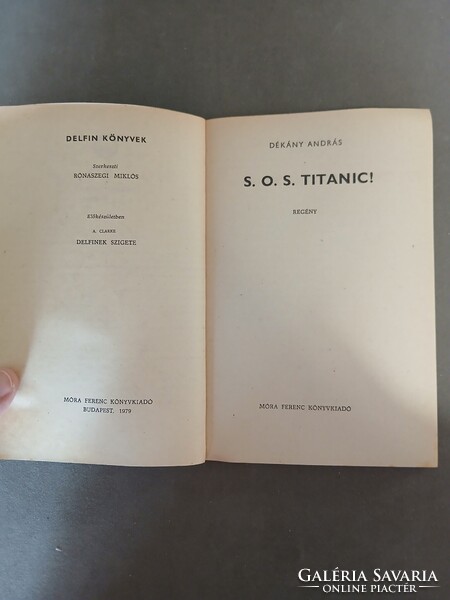 DELFIN KÖNYVEK
Szerkeszti
RÓNASZEGI MIKLÓS
Előkészületben
A. CLARKE
DELFINEK SZIGETE
MÓRA FERENC KÖNYVKIADÓ
BUDAPEST, 1979
DÉKÁNY ANDRÁS
S. O. S. TITANIC!
REGÉNY
MÓRA FERENC KÖNYVKIADÓ
GALÉRIA SAVARIA
ONLINE PIACTÉR